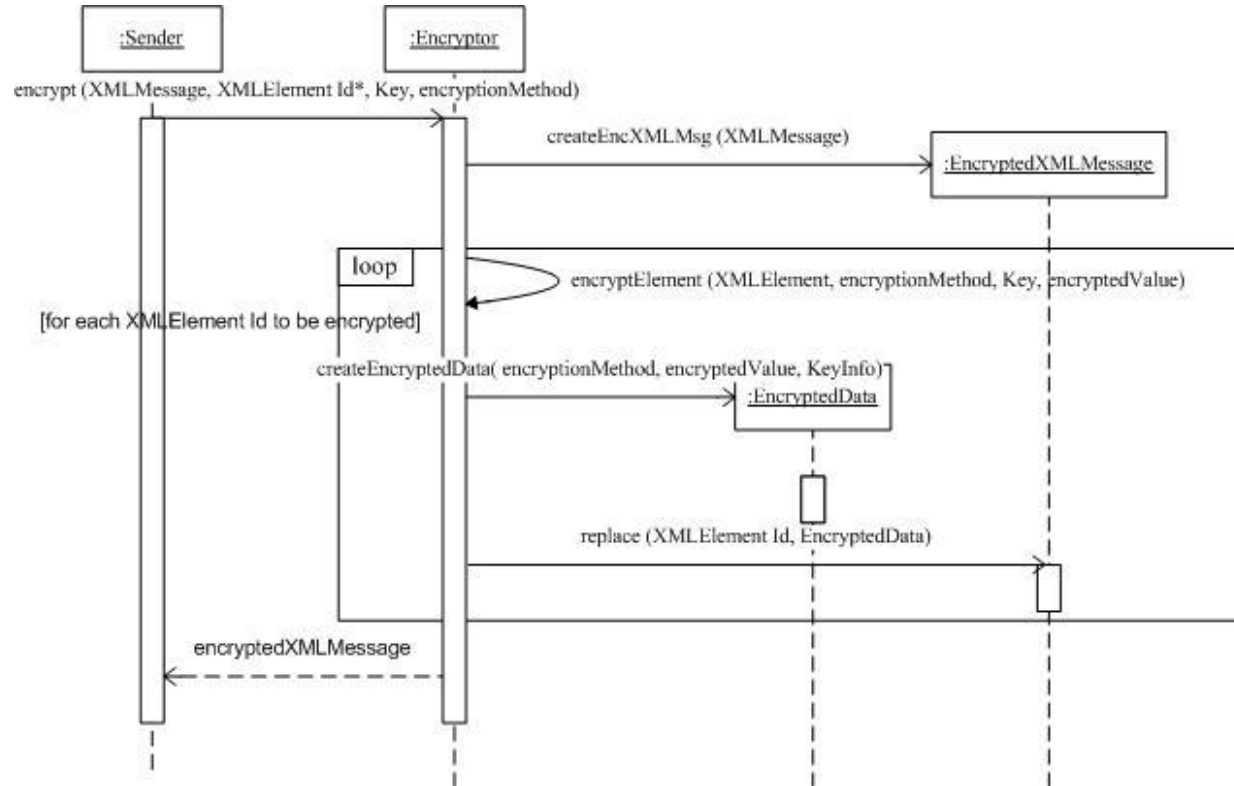 :Sender
:Encryptor
encrypt (XMLMessage, XMLElement Id*, Key, encryptionMethod)
createEncXMLMsg (XMLMessage)
:EncryptedXMLMessage
loop
encryptElement (XMLElement, encryptionMethod, Key, encryptedValue)
[for each XMLElement Id to be encrypted]
createEncryptedData( encryptionMethod, encryptedValue, KeyInfo)
:EncryptedData
replace (XMLElement Id, EncryptedData)
encryptedXMLMessage